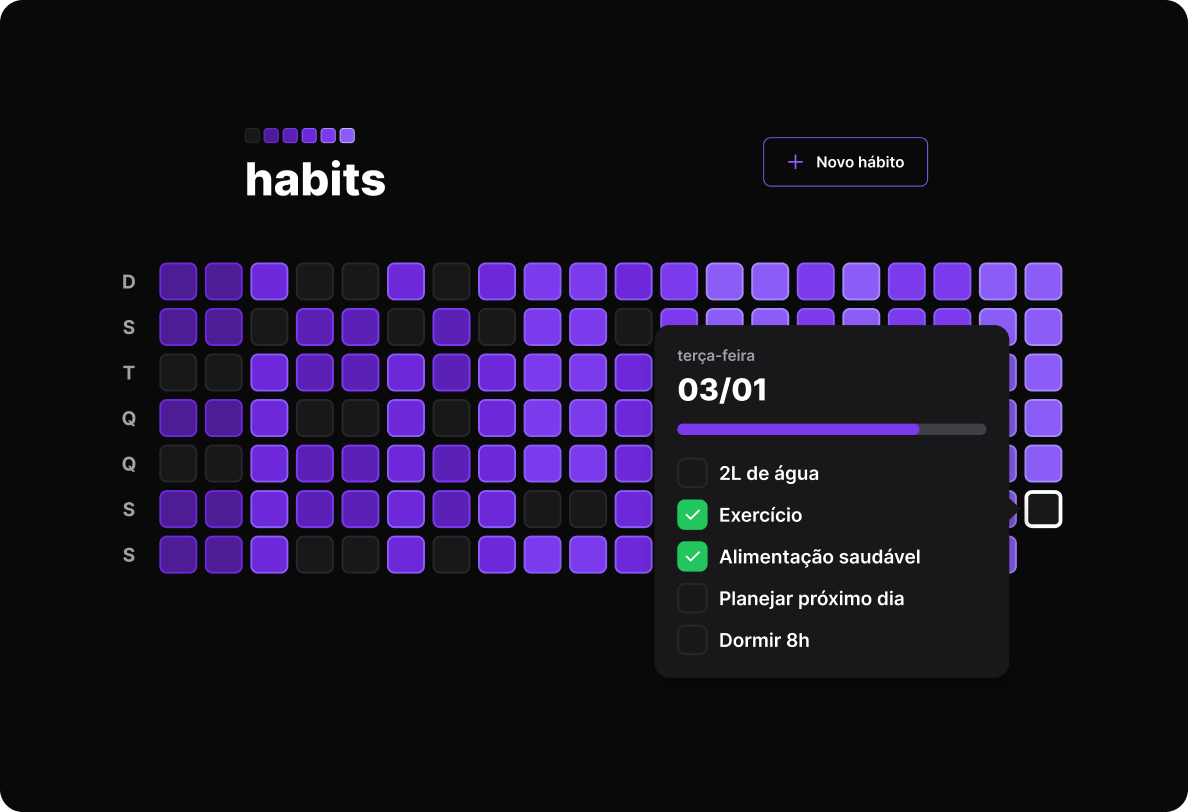 habits
Novo hábito
D
S
T
Q
Q
S
S
terça-feira
03/01
2L de água
Exercício
Alimentação saudável
Planejar próximo dia
Dormir 8h